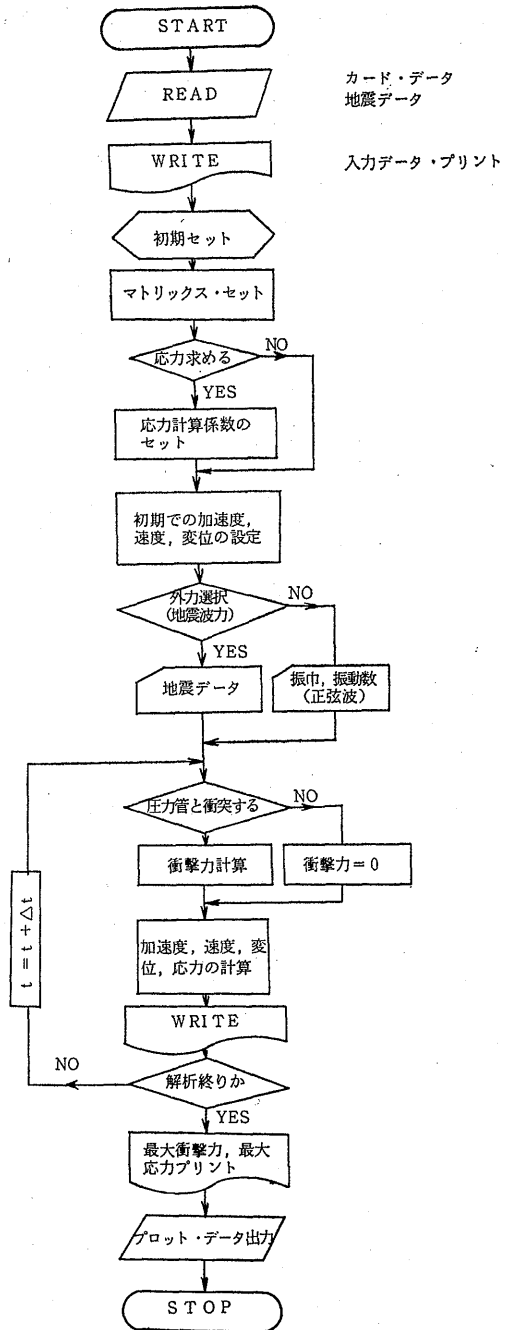 START
READ
カード・データ
地震データ
WRITE
入力データ・プリント
初期セット
マトリックス・セット
応力求める
NO
YES
応力計算係数の
セット
初期での加速度,
速度, 変位の設定
外力選択
(地震波力)
NO
YES
地震データ
振巾, 振動数
(正弦波)
圧力管と衝突する
NO
衝撃力計算
衝撃力=0
t = t + Δt
加速度, 速度, 変
位, 応力の計算
WRITE
解析終りか
NO
YES
最大衝撃力, 最大
応力プリント
プロット・データ出力
STOP